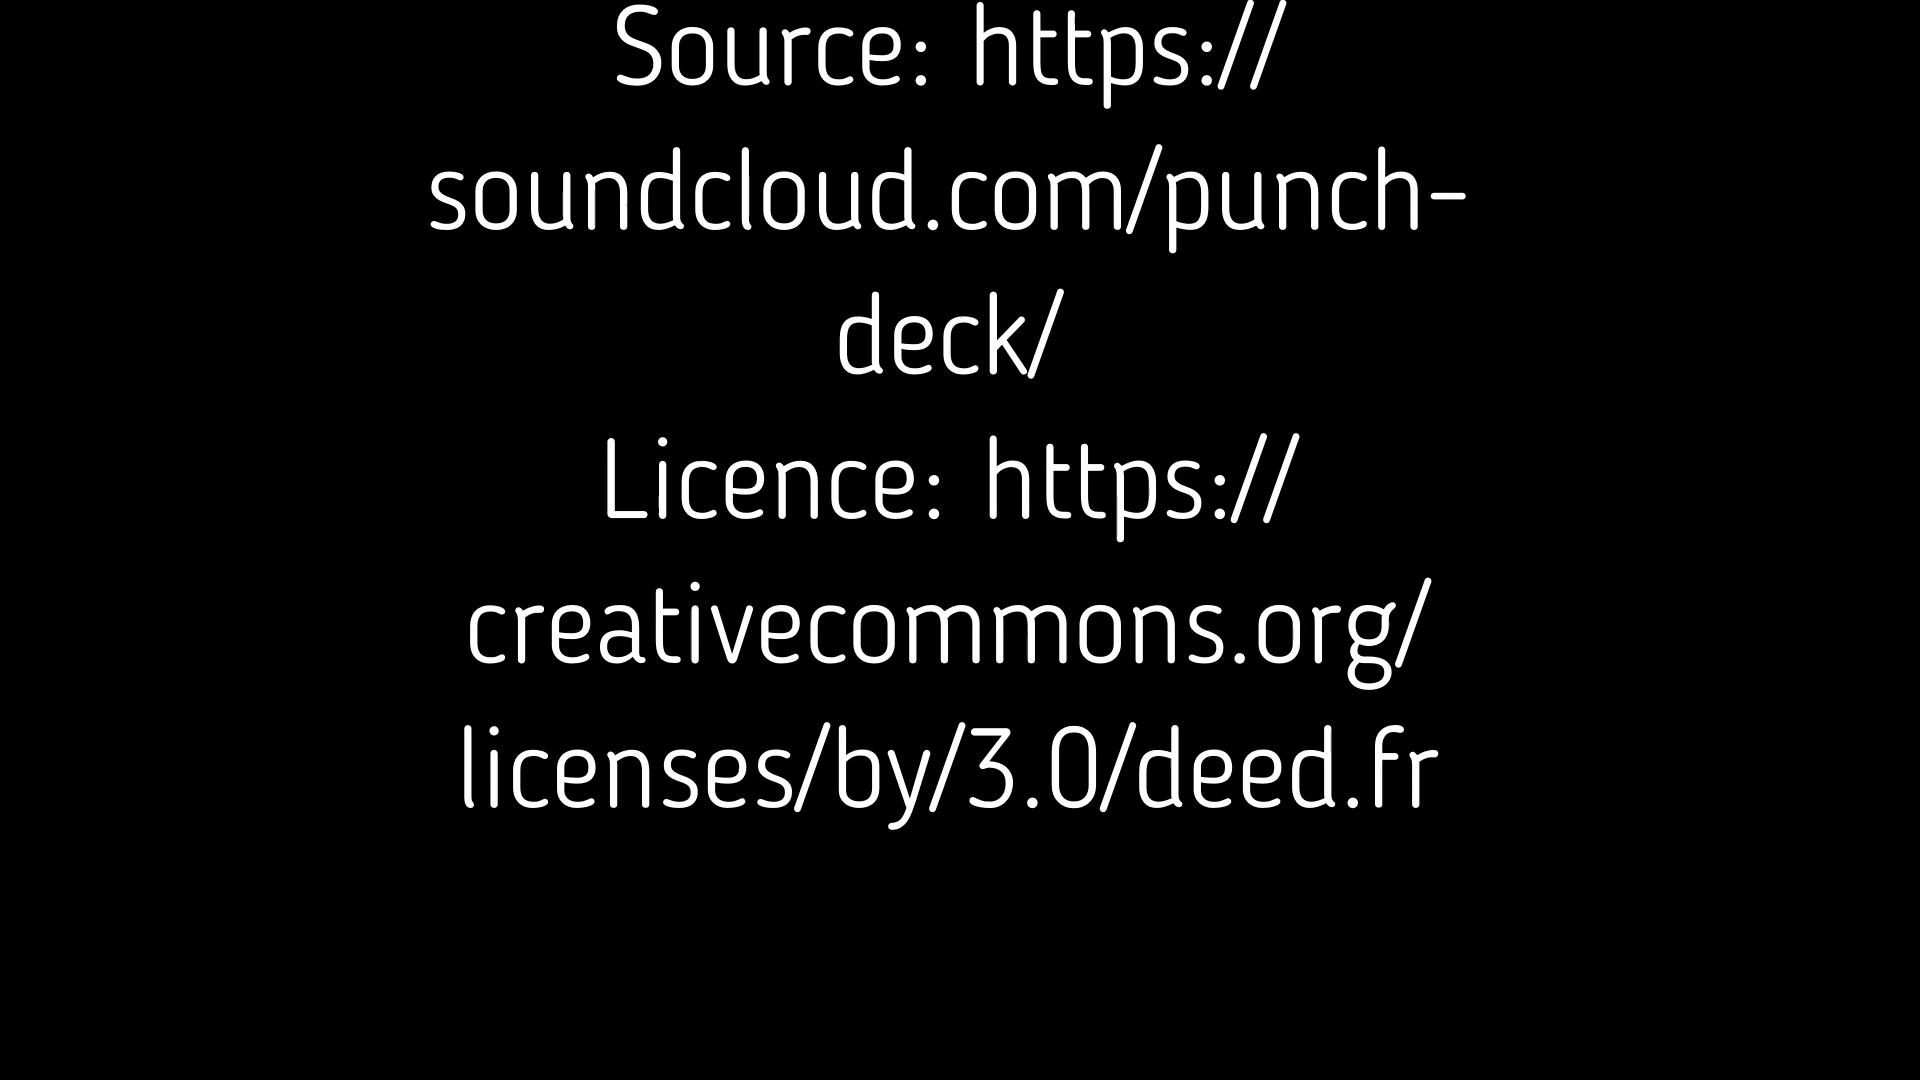 Source: https://
soundcloud.com/punch-
deck/
Licence: https://
creativecommons.org/
licenses/by/3.0/deed.fr